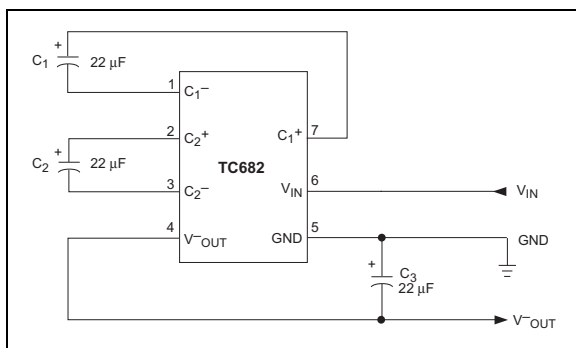 +
C1 22 µF
1 C1–
2 C2+
C1+ 7
+
C2 22 µF
TC682
3 C2–
VIN 6
VIN
4 V–OUT
GND 5
GND
+
C3
22 µF
V–OUT